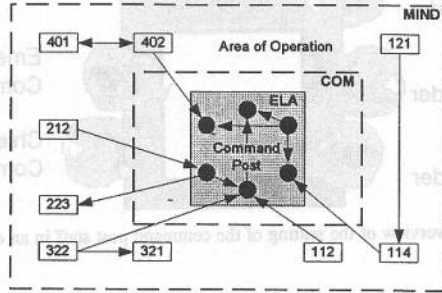 MIND
401
402
Area of Operation
121
COM
ELA
212
Command
Post
223
322
321
112
114